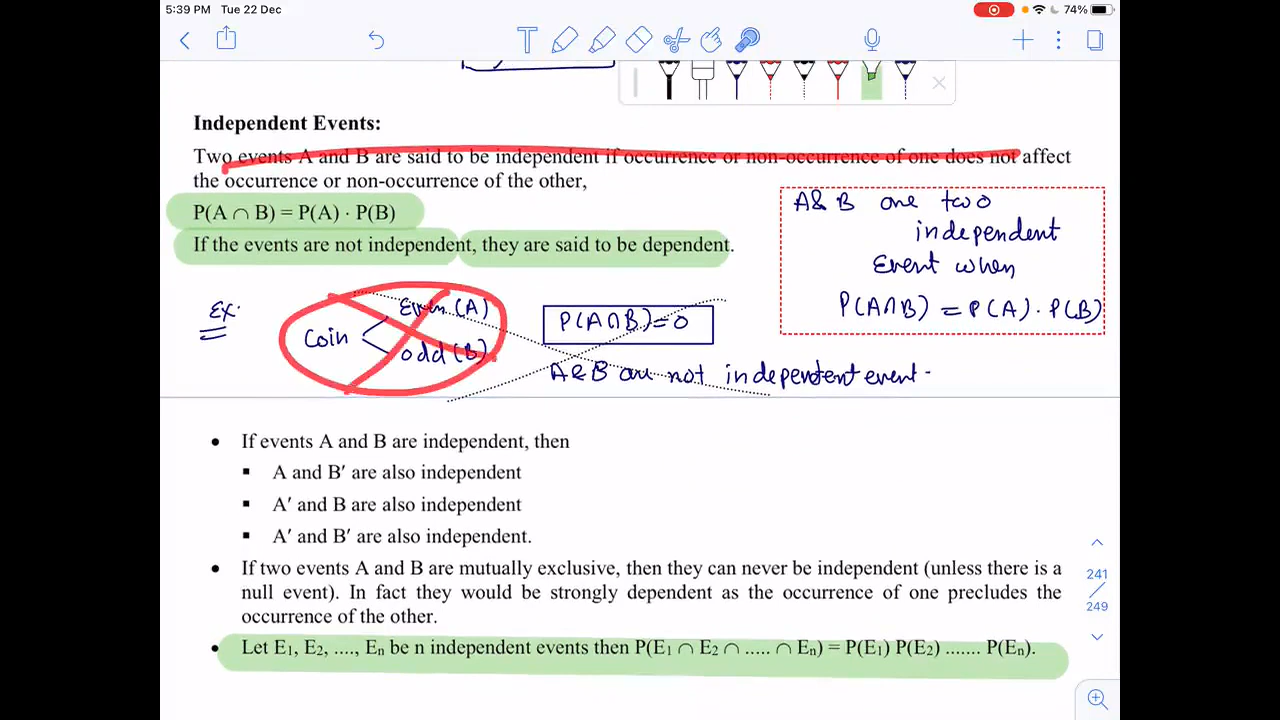 5:39 PM Tue 22 Dec
74%
Independent Events:
Two events A and B are said to be independent if occurrence or non-occurrence of one does not affect
the occurrence or non-occurrence of the other,
P(A ∩ B) = P(A) · P(B)
If the events are not independent, they are said to be dependent.
A & B one two
independent
Event when
P(A∩B) = P(A) · P(B)
Ex:
Coin
Even (A)
odd (B)
P(A∩B) = 0
A & B are not independent event.
• If events A and B are independent, then
▪ A and B′ are also independent
▪ A′ and B are also independent
▪ A′ and B′ are also independent.
• If two events A and B are mutually exclusive, then they can never be independent (unless there is a
null event). In fact they would be strongly dependent as the occurrence of one precludes the
occurrence of the other.
• Let E₁, E₂, ...., Eₙ be n independent events then P(E₁ ∩ E₂ ∩ ..... ∩ Eₙ) = P(E₁) P(E₂) ....... P(Eₙ).
241
/
249